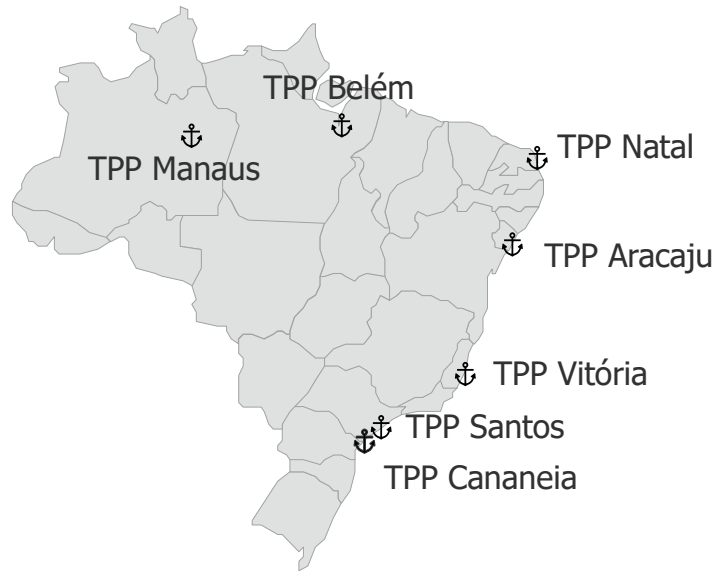 TPP Belém
TPP Natal
TPP Manaus
TPP Aracaju
TPP Vitória
TPP Santos
TPP Cananeia